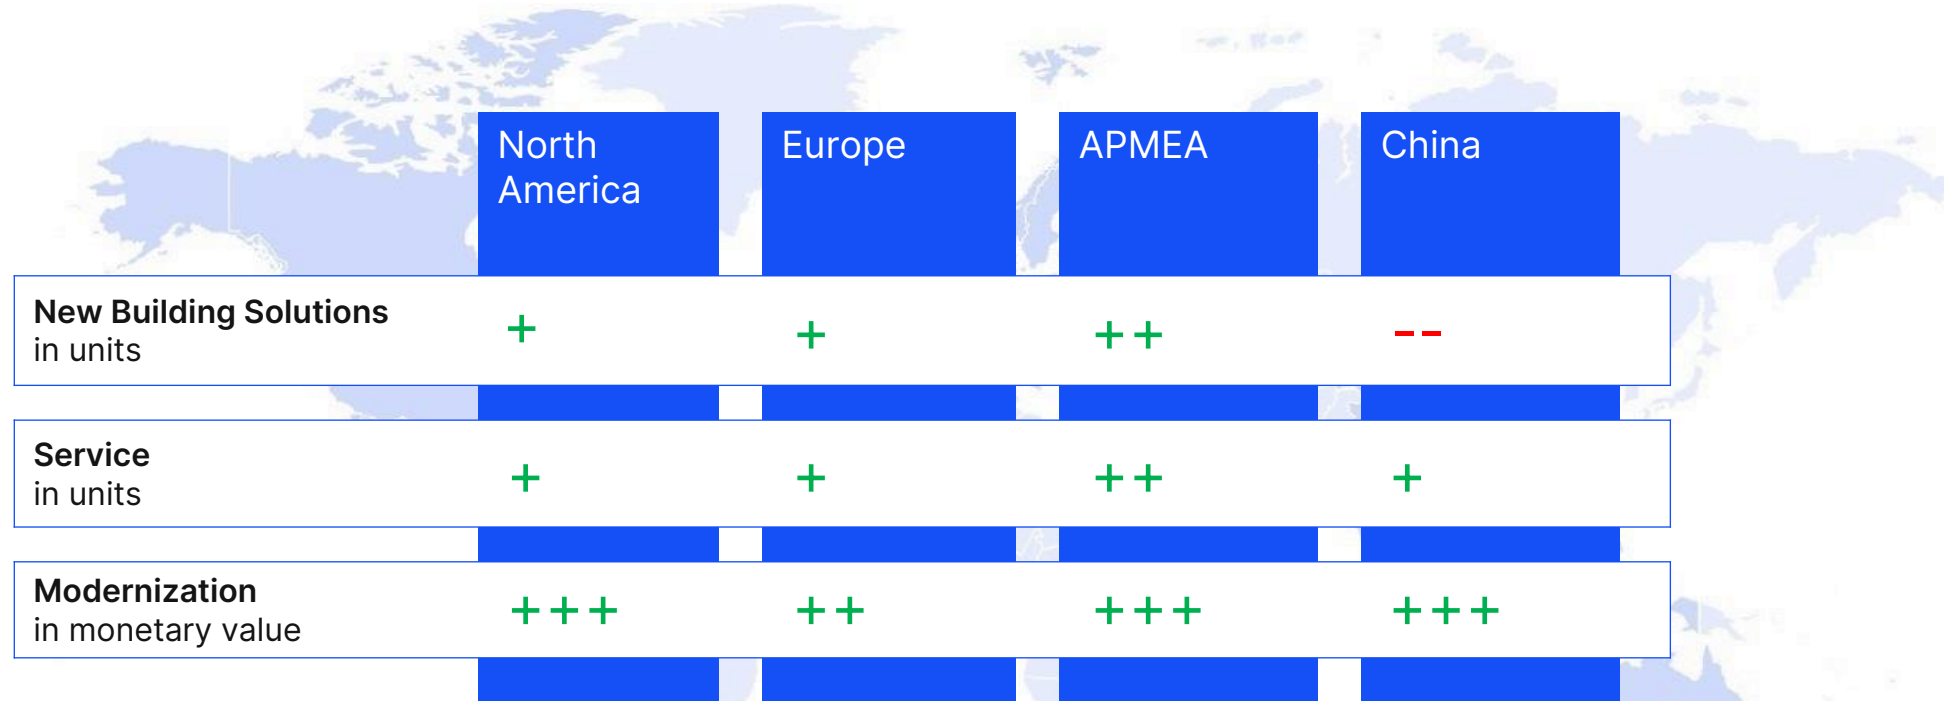 North
America
Europe
APMEA
China
New Building Solutions
in units
+
+
++
--
Service
in units
+
+
++
+
Modernization
in monetary value
+++
++
+++
+++